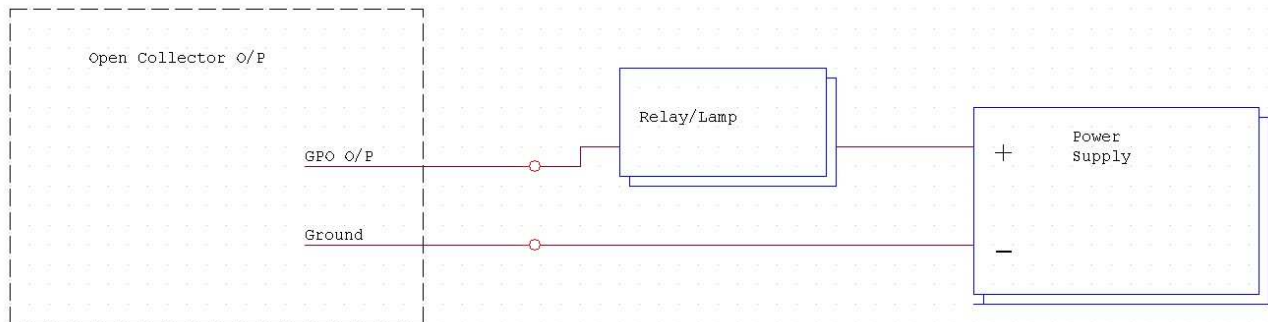 Open Collector O/P
Relay/Lamp
Power
Supply
+
GPO O/P
Ground
−